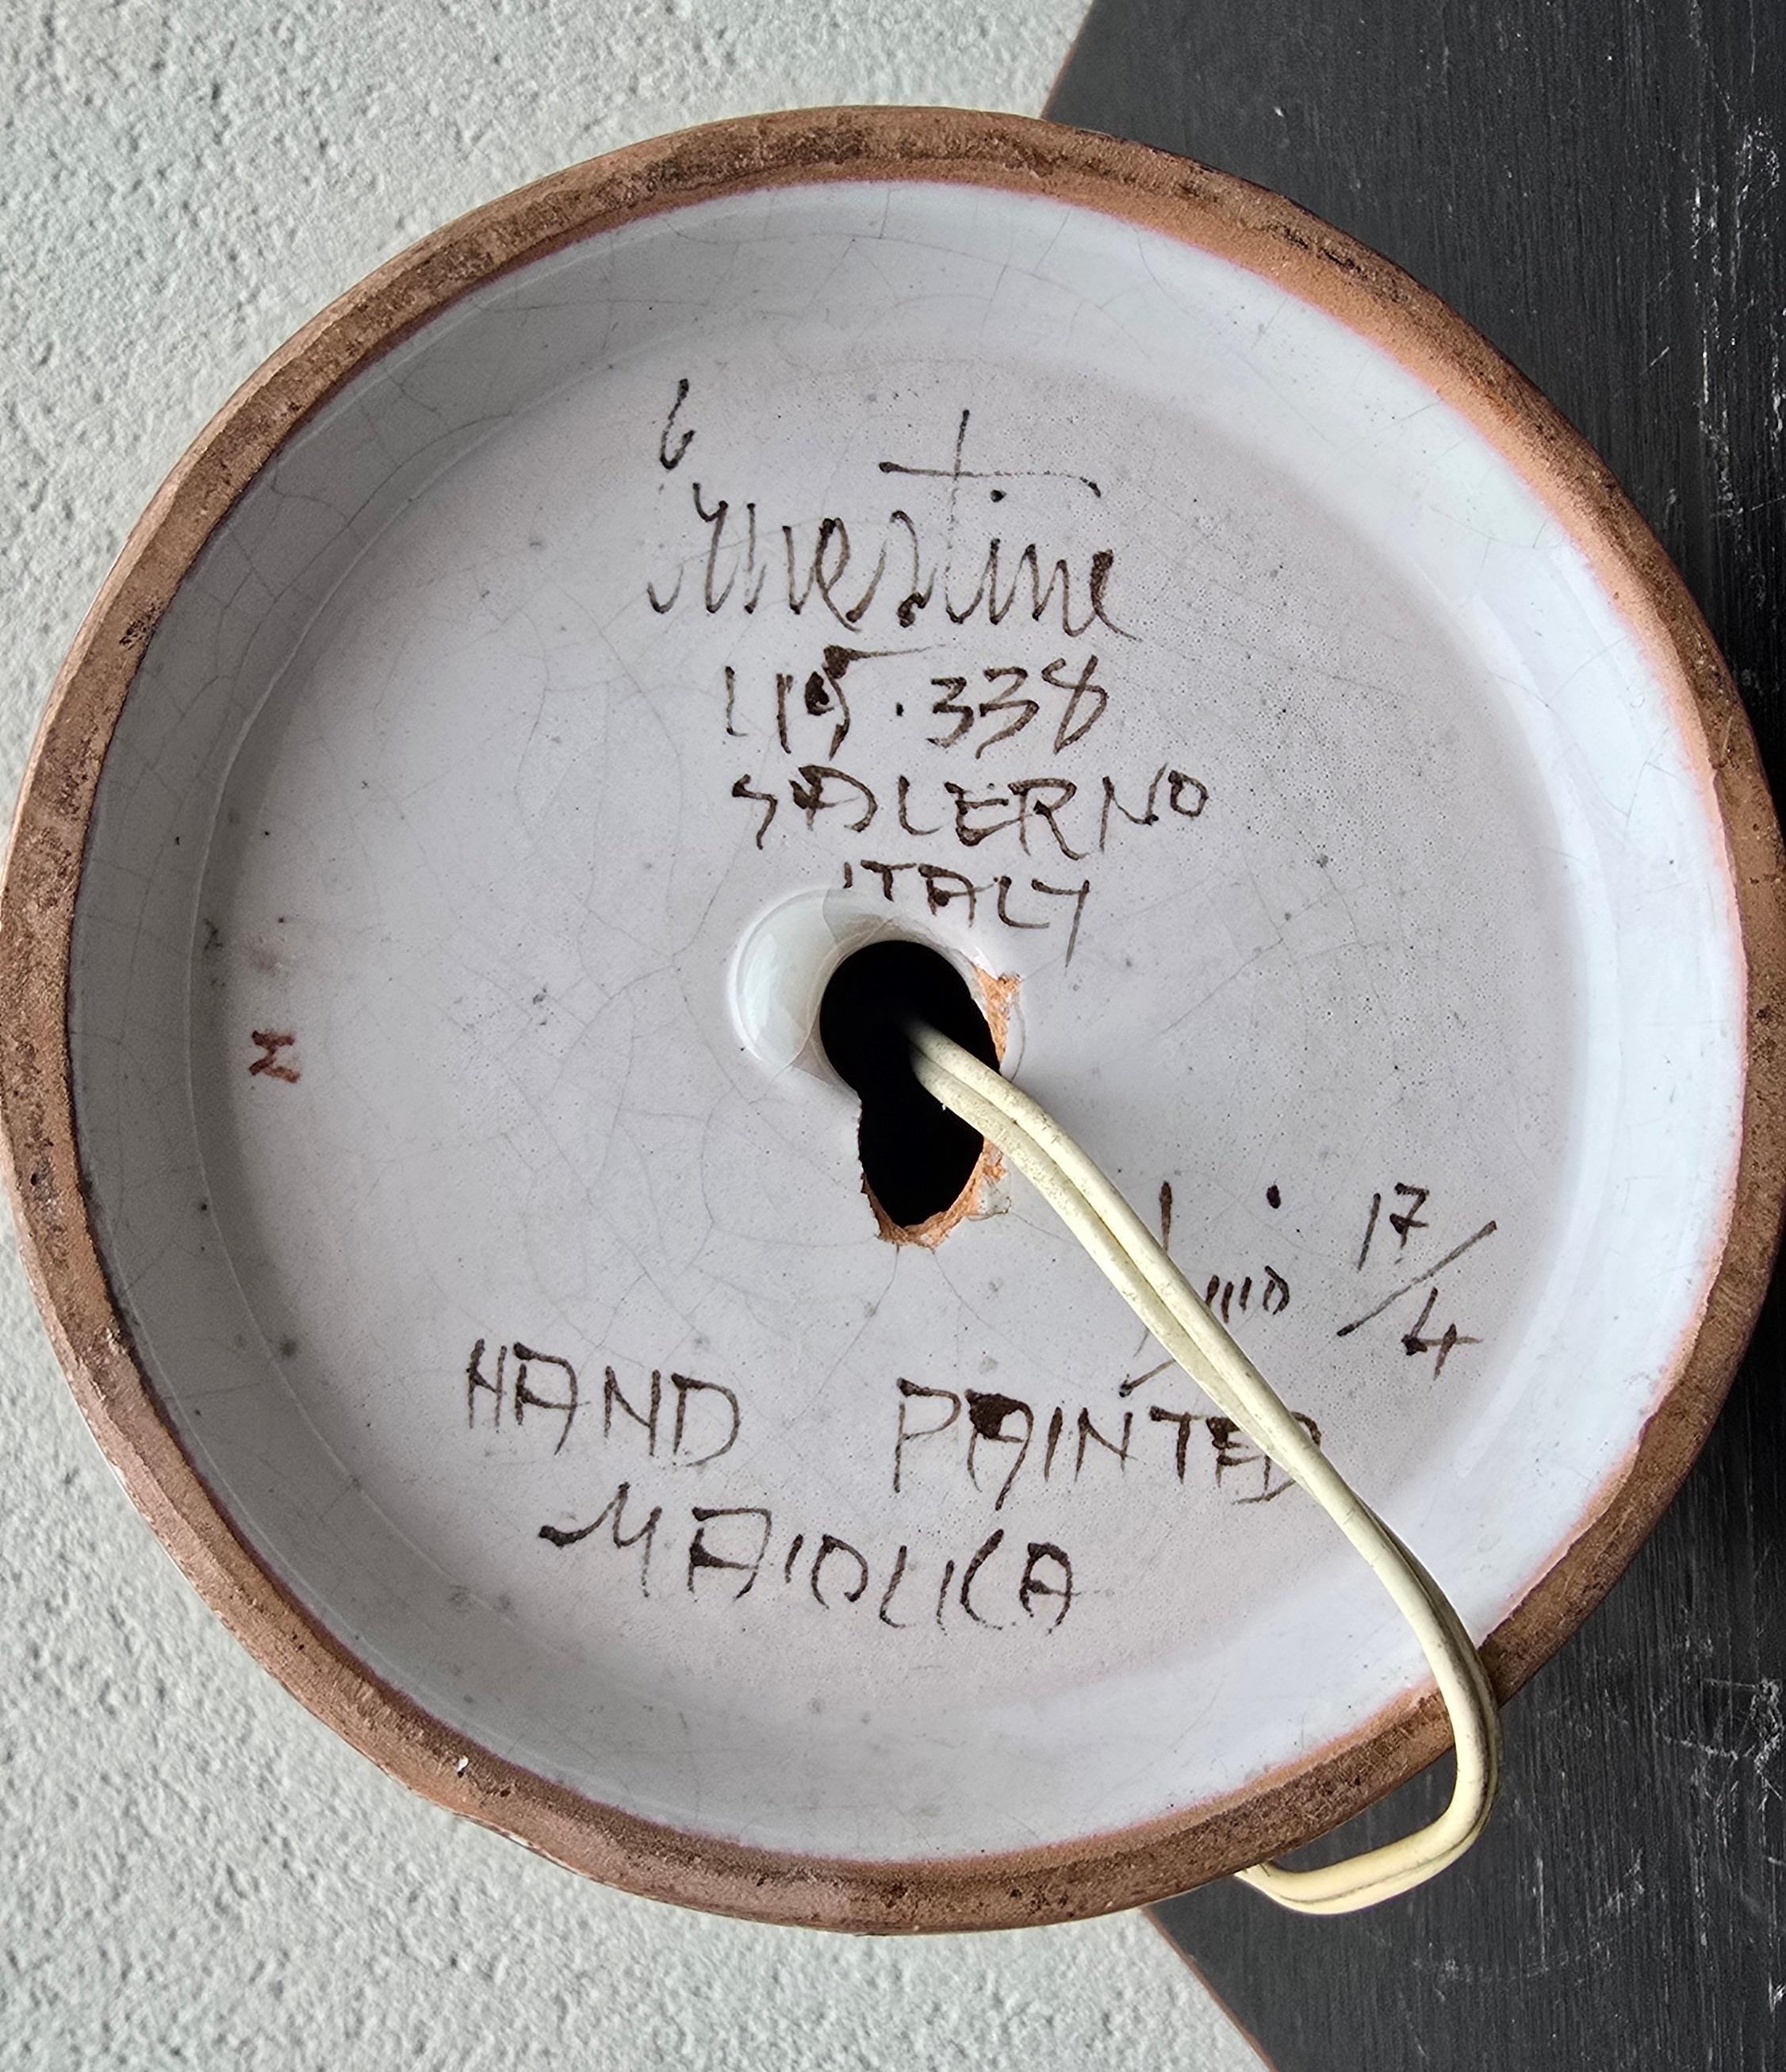 Ernestine
115.338
SALERNO
ITALY
17/4
HAND PAINTED
MAIOLICA